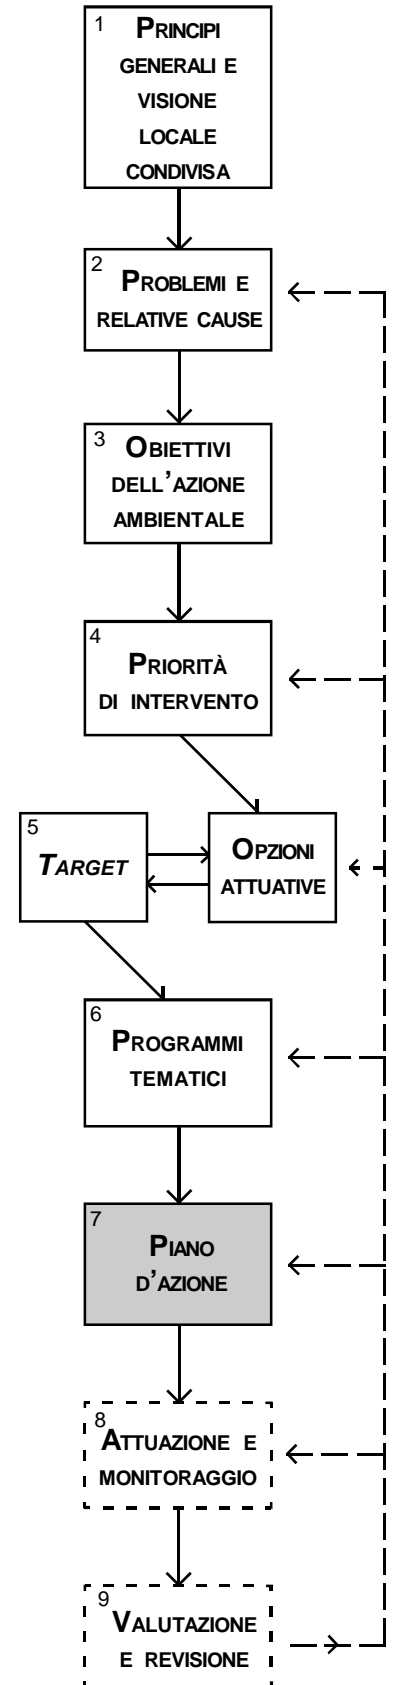 1 PRINCIPI
GENERALI E
VISIONE
LOCALE
CONDIVISA
2 PROBLEMI E
RELATIVE CAUSE
3 OBIETTIVI
DELL'AZIONE
AMBIENTALE
4 PRIORITÀ
DI INTERVENTO
5 TARGET
OPZIONI
ATTUATIVE
6 PROGRAMMI
TEMATICI
7 PIANO
D'AZIONE
8 ATTUAZIONE E
MONITORAGGIO
9 VALUTAZIONE
E REVISIONE